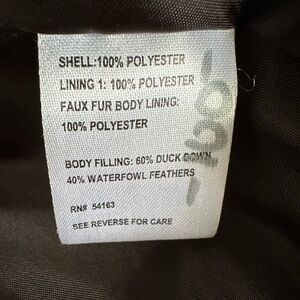 SHELL:100% POLYESTER
LINING 1: 100% POLYESTER
FAUX FUR BODY LINING:
100% POLYESTER
BODY FILLING: 60% DUCK DOWN
40% WATERFOWL FEATHERS
RN# 54163
SEE REVERSE FOR CARE